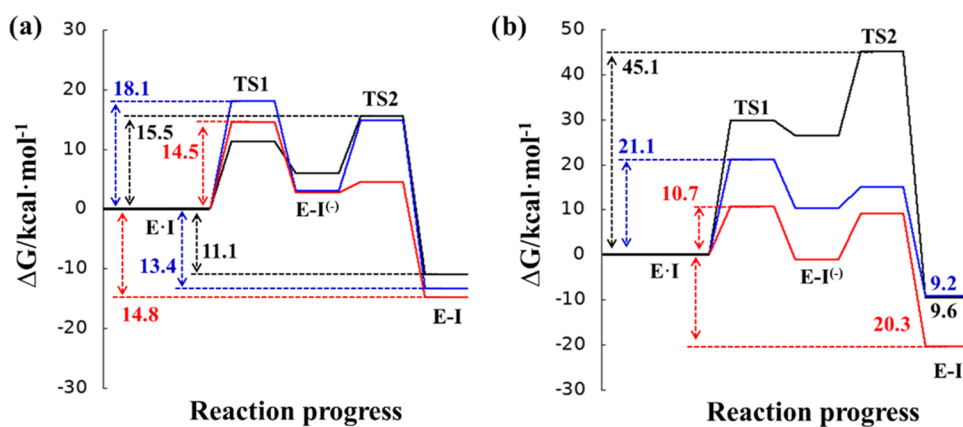 (a)
30
20
10
0
-10
-20
-30
ΔG/kcal·mol⁻¹
18.1
15.5
14.5
TS1
TS2
E·I
E-I(-)
11.1
13.4
14.8
E-I
Reaction progress
(b)
50
40
30
20
10
0
-10
-20
-30
ΔG/kcal·mol⁻¹
45.1
21.1
10.7
TS1
TS2
E·I
E-I(-)
9.2
9.6
20.3
E-I
Reaction progress